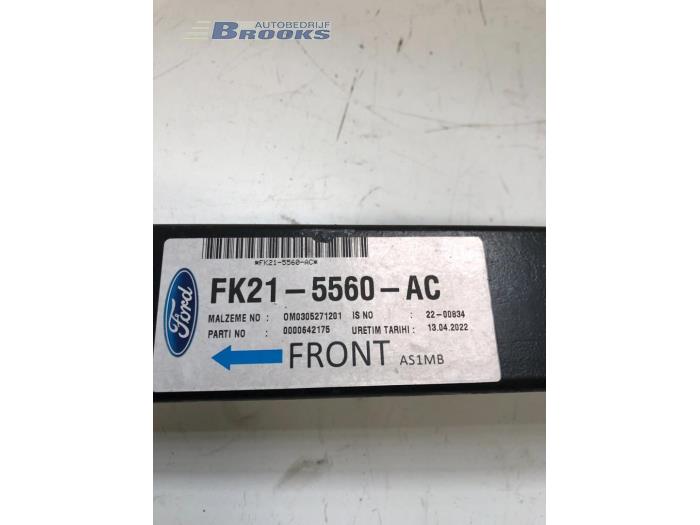 AUTOBEDRIJF
BROOKS
*FK21-5560-AC*
Ford
FK21-5560-AC
MALZEME NO : OM0305271201 IS NO : 22-00834
PARTI NO : 0000642175 URETIM TARIHI : 13.04.2022
FRONT AS1MB